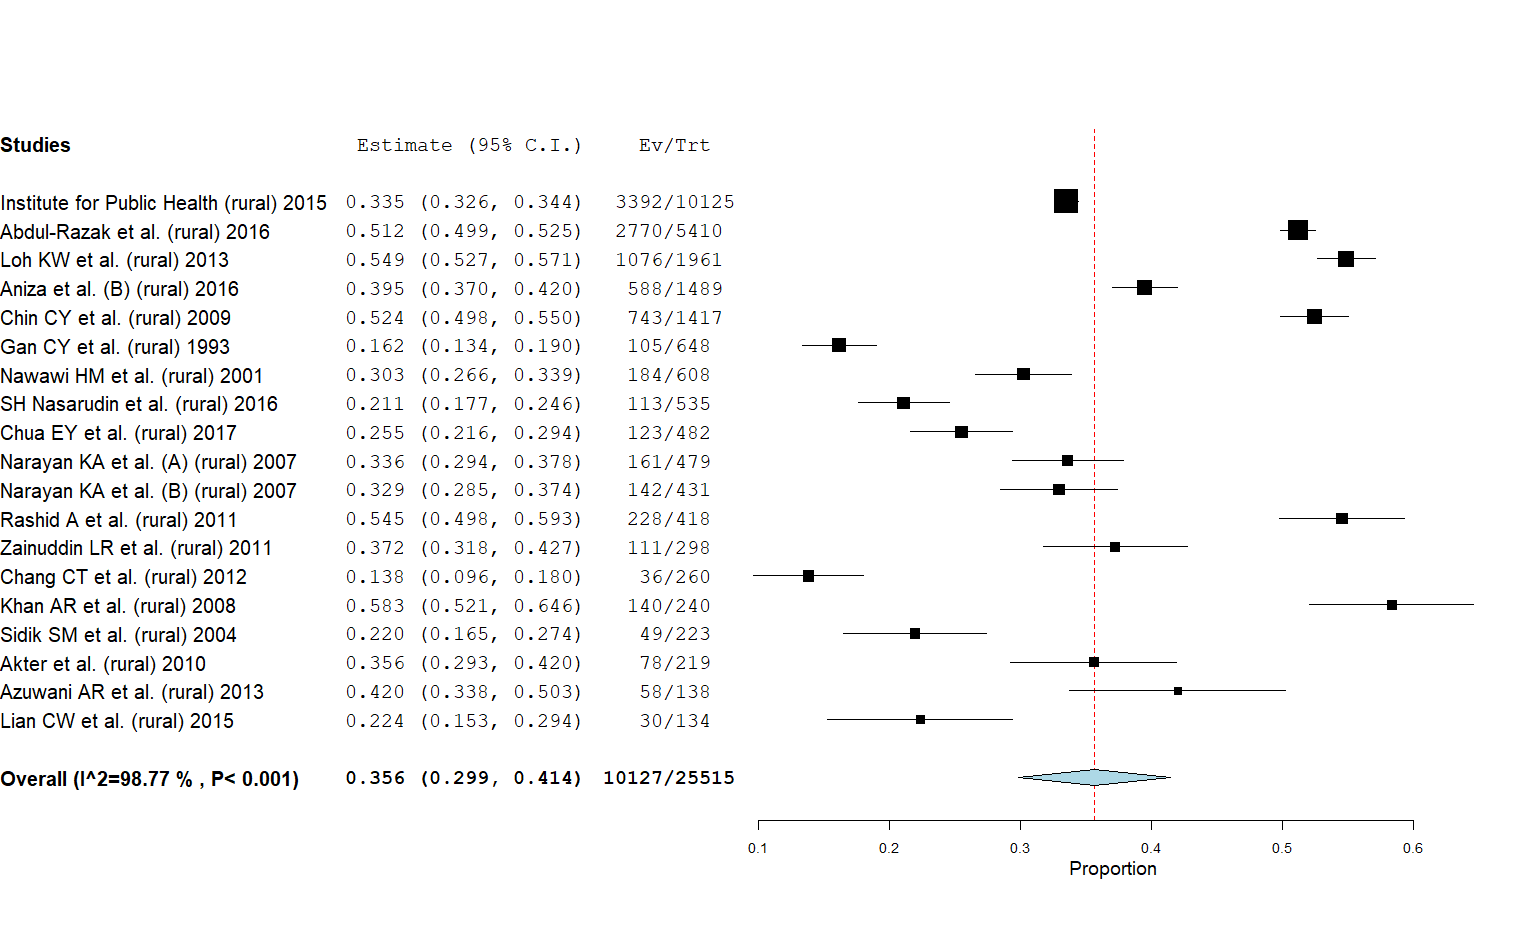 Studies Estimate (95% C.I.) Ev/Trt
Institute for Public Health (rural) 2015 0.335 (0.326, 0.344) 3392/10125
Abdul-Razak et al. (rural) 2016 0.512 (0.499, 0.525) 2770/5410
Loh KW et al. (rural) 2013 0.549 (0.527, 0.571) 1076/1961
Aniza et al. (B) (rural) 2016 0.395 (0.370, 0.420) 588/1489
Chin CY et al. (rural) 2009 0.524 (0.498, 0.550) 743/1417
Gan CY et al. (rural) 1993 0.162 (0.134, 0.190) 105/648
Nawawi HM et al. (rural) 2001 0.303 (0.266, 0.339) 184/608
SH Nasarudin et al. (rural) 2016 0.211 (0.177, 0.246) 113/535
Chua EY et al. (rural) 2017 0.255 (0.216, 0.294) 123/482
Narayan KA et al. (A) (rural) 2007 0.336 (0.294, 0.378) 161/479
Narayan KA et al. (B) (rural) 2007 0.329 (0.285, 0.374) 142/431
Rashid A et al. (rural) 2011 0.545 (0.498, 0.593) 228/418
Zainuddin LR et al. (rural) 2011 0.372 (0.318, 0.427) 111/298
Chang CT et al. (rural) 2012 0.138 (0.096, 0.180) 36/260
Khan AR et al. (rural) 2008 0.583 (0.521, 0.646) 140/240
Sidik SM et al. (rural) 2004 0.220 (0.165, 0.274) 49/223
Akter et al. (rural) 2010 0.356 (0.293, 0.420) 78/219
Azuwani AR et al. (rural) 2013 0.420 (0.338, 0.503) 58/138
Lian CW et al. (rural) 2015 0.224 (0.153, 0.294) 30/134
Overall (I^2=98.77 % , P< 0.001) 0.356 (0.299, 0.414) 10127/25515
0.1 0.2 0.3 0.4 0.5 0.6
Proportion